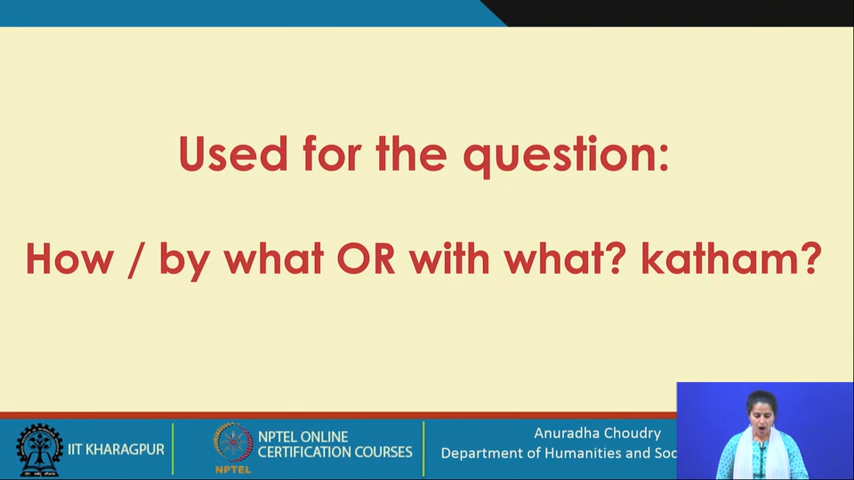 Used for the question:
How / by what OR with what? katham?
IIT KHARAGPUR
NPTEL
NPTEL ONLINE
CERTIFICATION COURSES
Anuradha Choudry
Department of Humanities and Soc